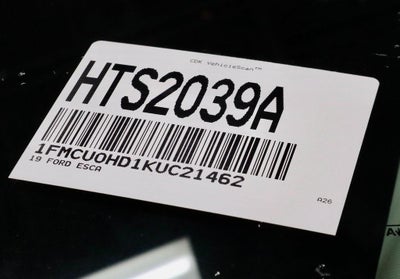 CDK VehicleScan™
HTS2039A
1FMCU0HD1KUC21462
19 FORD ESCA
A26